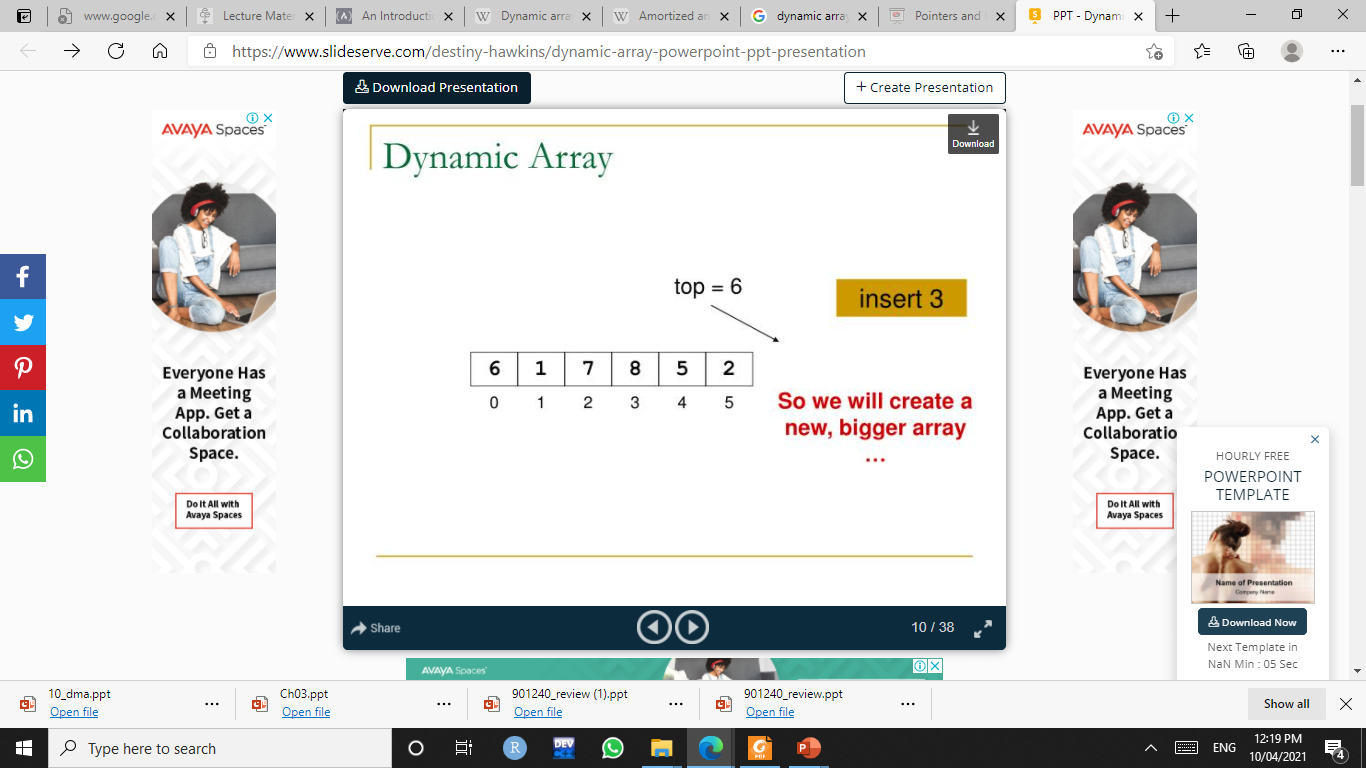 www.google.
Lecture Mate
An Introducti
Dynamic arra
Amortized an
dynamic array
Pointers and
PPT - Dynami
https://www.slideserve.com/destiny-hawkins/dynamic-array-powerpoint-ppt-presentation
Download Presentation
+ Create Presentation
AVAYA Spaces
Everyone Has
a Meeting
App. Get a
Collaboration
Space.
Do It All with
Avaya Spaces
Dynamic Array
Download
top = 6
insert 3
6 1 7 8 5 2
0 1 2 3 4 5
So we will create a
new, bigger array
...
Share
10 / 38
AVAYA Spaces
Everyone Has
a Meeting
App. Get a
Collaboratio
Space.
Do It All with
Avaya Spaces
HOURLY FREE
POWERPOINT
TEMPLATE
Name of Presentation
Company Name
Download Now
Next Template in
NaN Min : 05 Sec
AVAYA Spaces
10_dma.ppt
Open file
Ch03.ppt
Open file
901240_review (1).ppt
Open file
901240_review.ppt
Open file
Show all
Type here to search
R
DEV
PDF
P
ENG
12:19 PM
10/04/2021
4